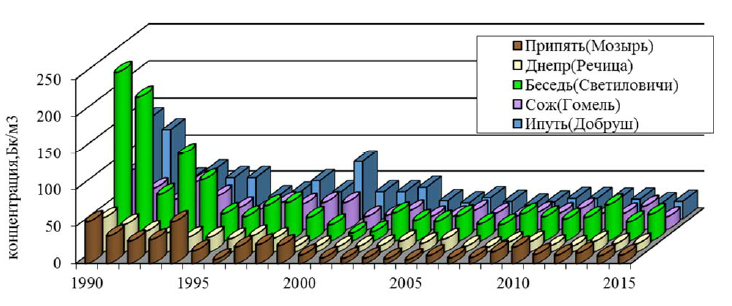 Припять(Мозырь)
Днепр(Речица)
Беседь(Светиловичи)
Сож(Гомель)
Ипуть(Добруш)
концентрация,Бк/м3
250
200
150
100
50
0
1990
1995
2000
2005
2010
2015